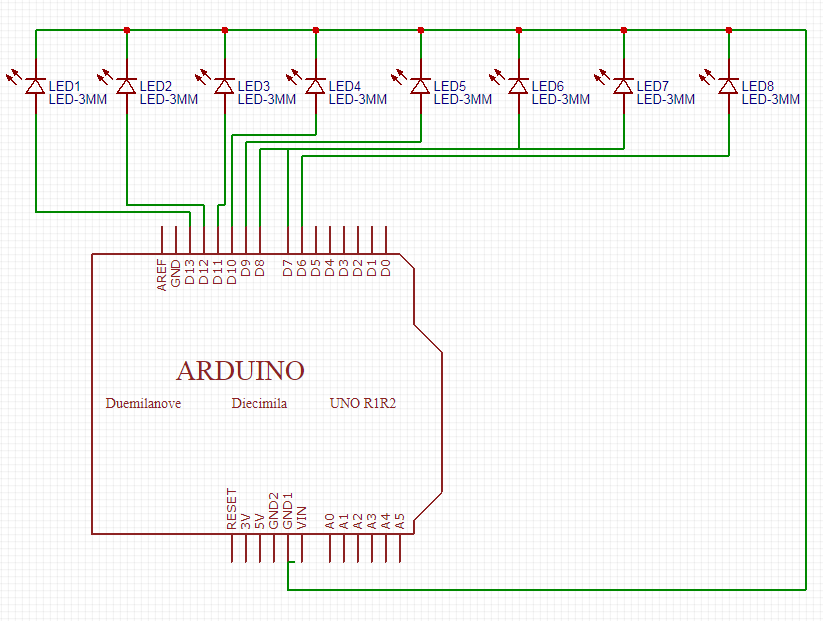 LED1
LED-3MM
LED2
LED-3MM
LED3
LED-3MM
LED4
LED-3MM
LED5
LED-3MM
LED6
LED-3MM
LED7
LED-3MM
LED8
LED-3MM
AREF
GND
D13
D12
D11
D10
D9
D8
D7
D6
D5
D4
D3
D2
D1
D0
ARDUINO
Duemilanove
Diecimila
UNO R1R2
RESET
3V
5V
GND2
GND1
VIN
A0
A1
A2
A3
A4
A5